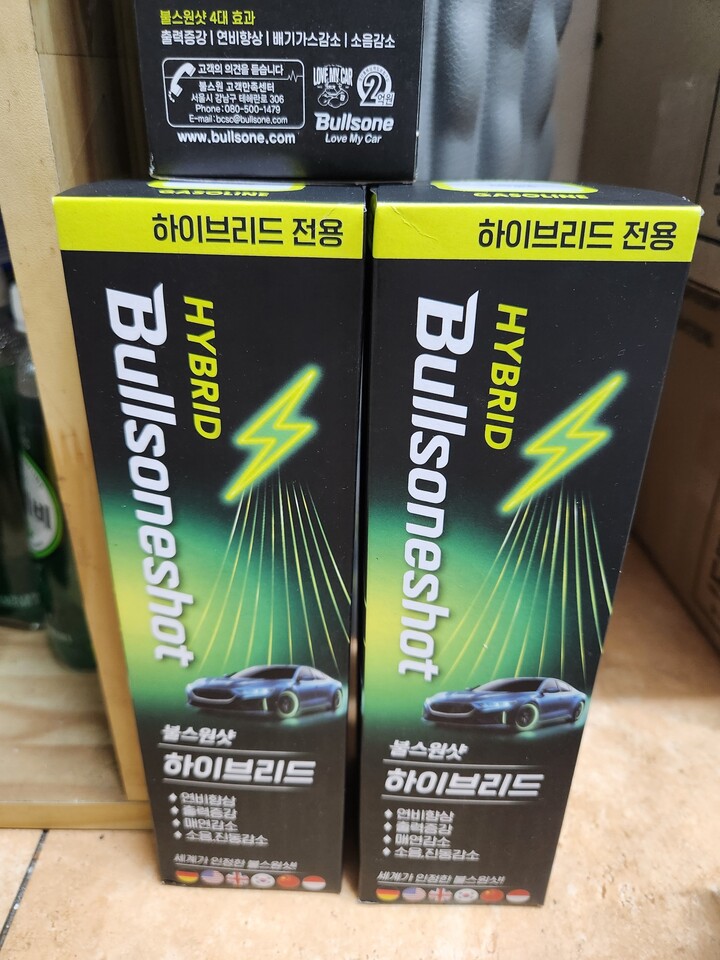 불스원샷 4대 효과
출력증강 | 연비향상 | 배기가스감소 | 소음감소
고객의 의견을 듣습니다
불스원 고객만족센터
서울시 강남구 테헤란로 306
Phone:080-500-1479
E-mail:bcso@bullsone.com
www.bullsone.com
LOVE MY CAR
2억원
Bullsone
Love My Car
GASOLINE
하이브리드 전용
HYBRID
Bullsoneshot
불스원샷
하이브리드
연비향상
출력증강
매연감소
소음,진동감소
세계가 인정한 불스원샷!
GASOLINE
하이브리드 전용
HYBRID
Bullsoneshot
불스원샷
하이브리드
연비향상
출력증강
매연감소
소음,진동감소
세계가 인정한 불스원샷!